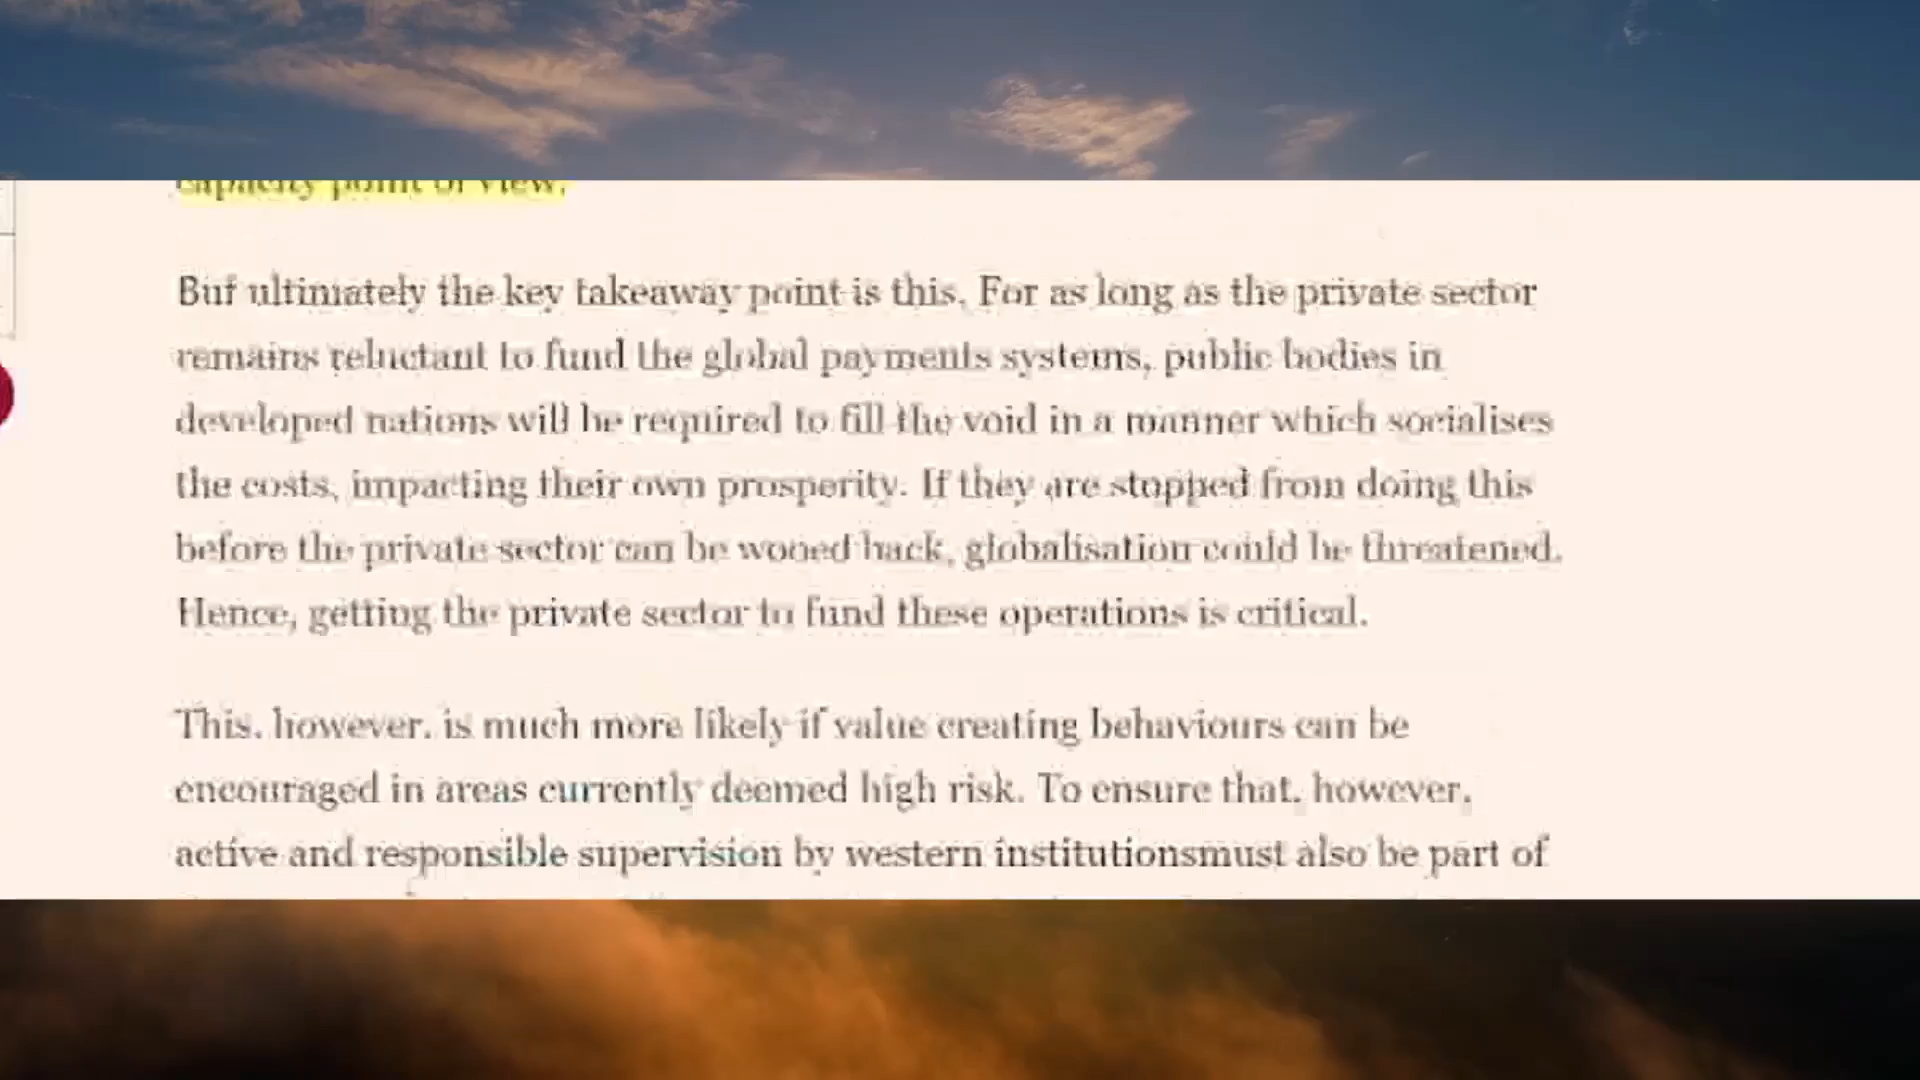 capacity point of view.
But ultimately the key takeaway point is this. For as long as the private sector
remains reluctant to fund the global payments systems, public bodies in
developed nations will be required to fill the void in a manner which socialises
the costs, impacting their own prosperity. If they are stopped from doing this
before the private sector can be wooed back, globalisation could be threatened.
Hence, getting the private sector to fund these operations is critical.
This, however, is much more likely if value creating behaviours can be
encouraged in areas currently deemed high risk. To ensure that, however,
active and responsible supervision by western institutionsmust also be part of